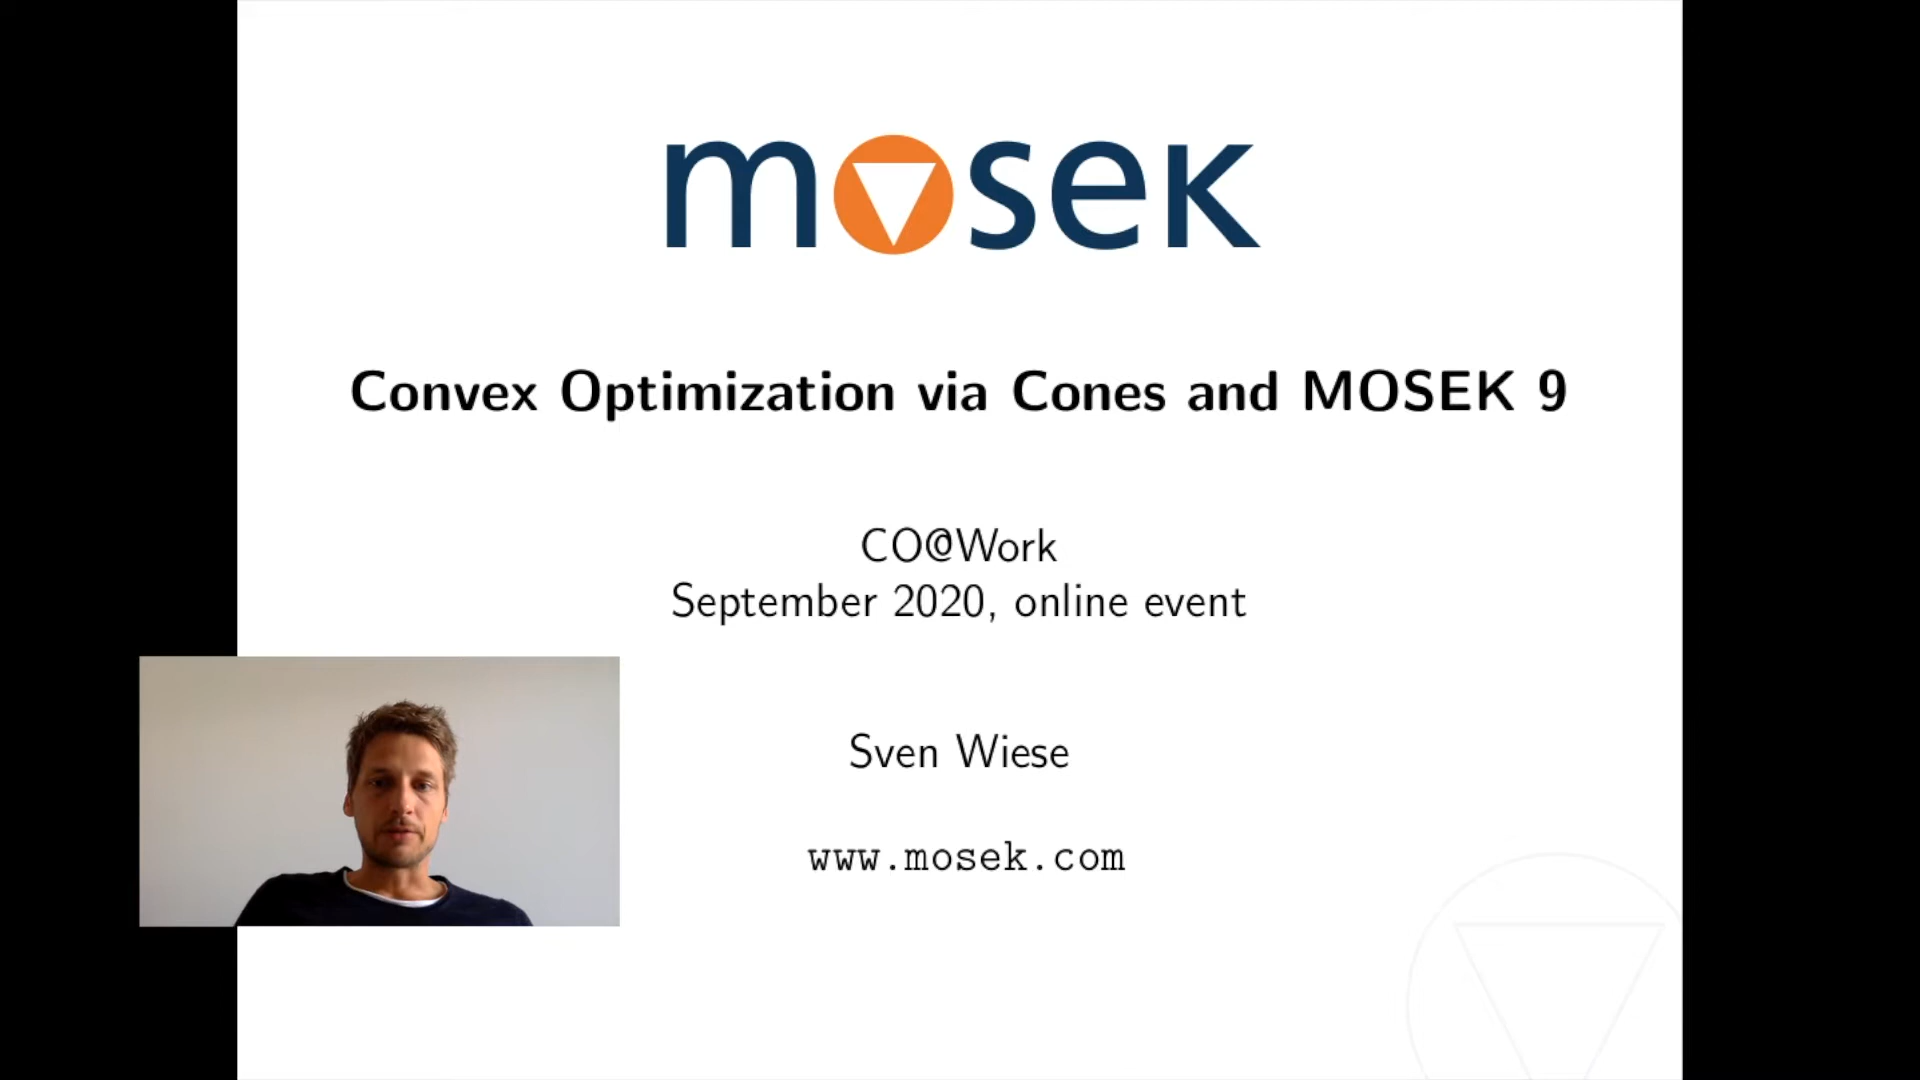 mosek
Convex Optimization via Cones and MOSEK 9
CO@Work
September 2020, online event
Sven Wiese
www.mosek.com